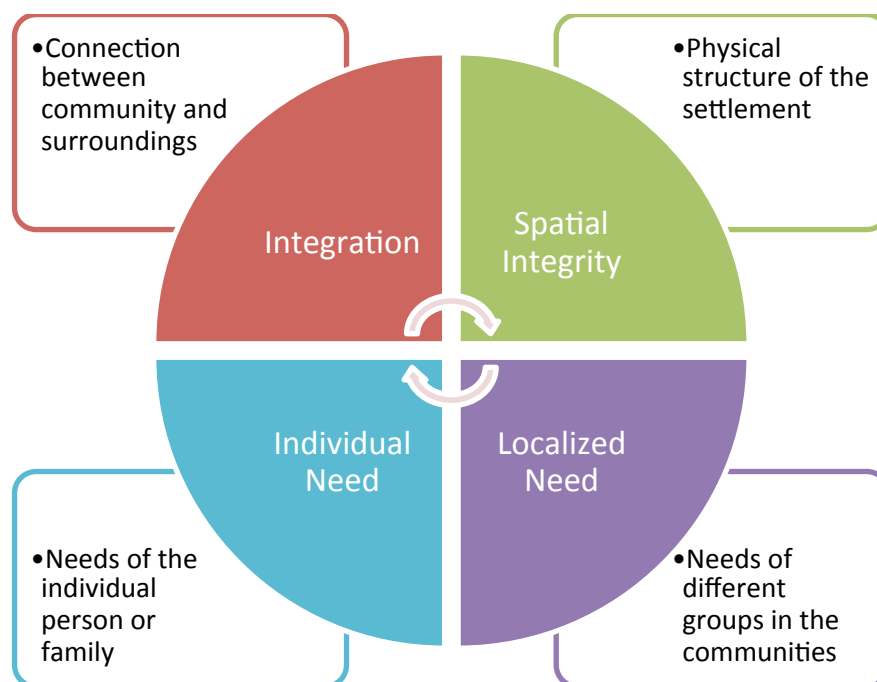 •Connection
between
community and
surroundings
•Physical
structure of the
settlement
Integration
Spatial
Integrity
Individual
Need
Localized
Need
•Needs of the
individual
person or
family
•Needs of
different
groups in the
communities